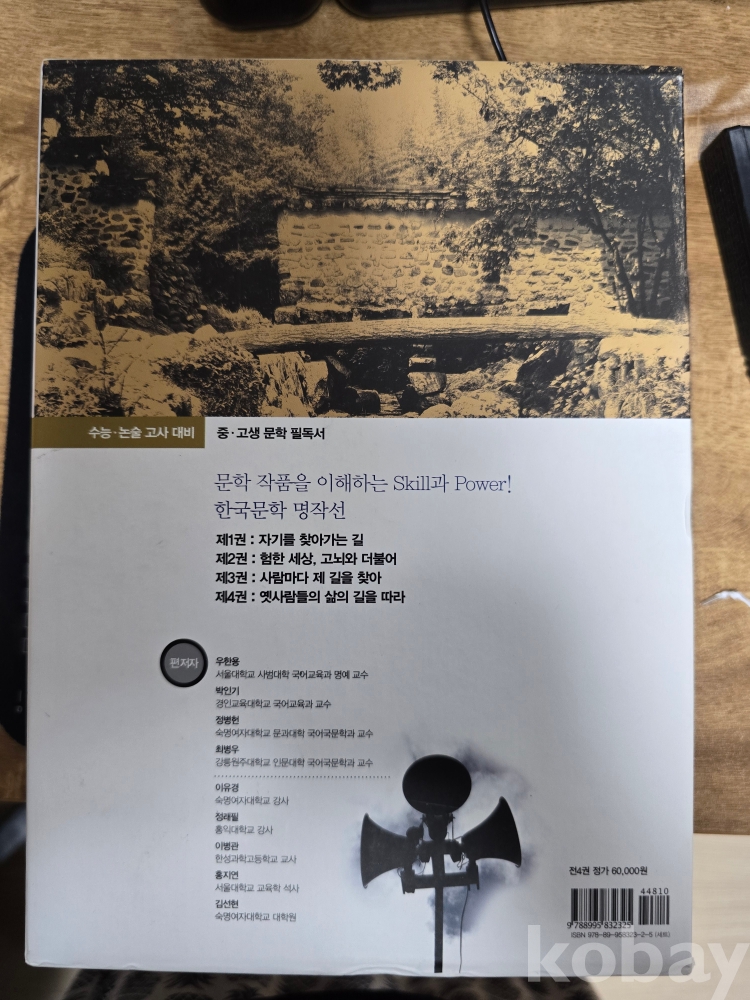 수능·논술 고사 대비 중·고생 문학 필독서
문학 작품을 이해하는 Skill과 Power!
한국문학 명작선
제1권 : 자기를 찾아가는 길
제2권 : 험한 세상, 고뇌와 더불어
제3권 : 사람마다 제 길을 찾아
제4권 : 옛사람들의 삶의 길을 따라
편저자
우한용
서울대학교 사범대학 국어교육과 명예 교수
박인기
경인교육대학교 국어교육과 교수
정병헌
숙명여자대학교 문과대학 국어국문학과 교수
최병우
강릉원주대학교 인문대학 국어국문학과 교수
이유경
숙명여자대학교 강사
정래필
홍익대학교 강사
이병관
한성과학고등학교 교사
홍지연
서울대학교 교육학 석사
김선현
숙명여자대학교 대학원
전4권 정가 60,000원
44810
9 788995 832325
ISBN 978-89-958323-2-5 (세트)
kobay